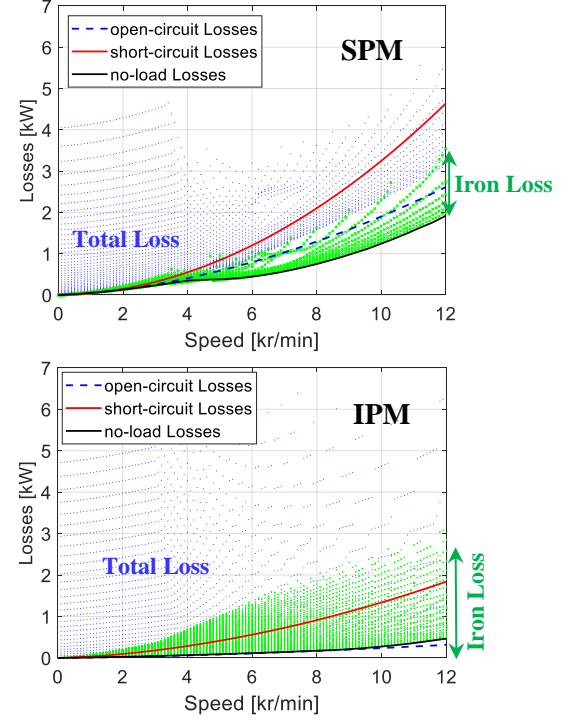 7
6
5
4
3
2
1
0
Losses [kW]
open-circuit Losses
short-circuit Losses
no-load Losses
SPM
Iron Loss
Total Loss
0 2 4 6 8 10 12
Speed [kr/min]
7
6
5
4
3
2
1
0
Losses [kW]
open-circuit Losses
short-circuit Losses
no-load Losses
IPM
Total Loss
Iron Loss
0 2 4 6 8 10 12
Speed [kr/min]